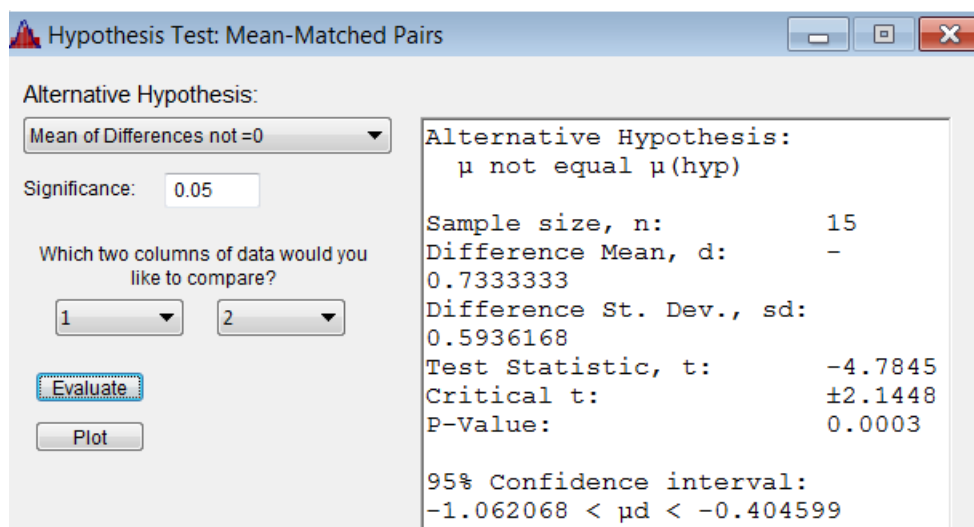 Hypothesis Test: Mean-Matched Pairs
Alternative Hypothesis:
Mean of Differences not =0
Significance: 0.05
Which two columns of data would you
like to compare?
1 2
Evaluate
Plot
Alternative Hypothesis:
μ not equal μ(hyp)
Sample size, n: 15
Difference Mean, d: -
0.7333333
Difference St. Dev., sd:
0.5936168
Test Statistic, t: -4.7845
Critical t: ±2.1448
P-Value: 0.0003
95% Confidence interval:
-1.062068 < μd < -0.404599